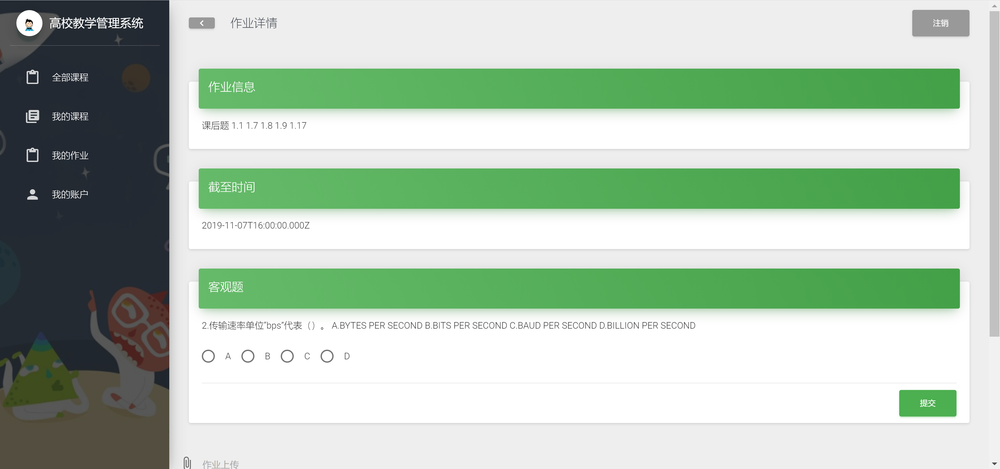 高校教学管理系统
全部课程
我的课程
我的作业
我的账户
作业详情
注销
作业信息
课后题 1.1 1.7 1.8 1.9 1.17
截至时间
2019-11-07T16:00:00.000Z
客观题
2.传输速率单位“bps”代表（）。 A.BYTES PER SECOND B.BITS PER SECOND C.BAUD PER SECOND D.BILLION PER SECOND
A B C D
提交
作业上传